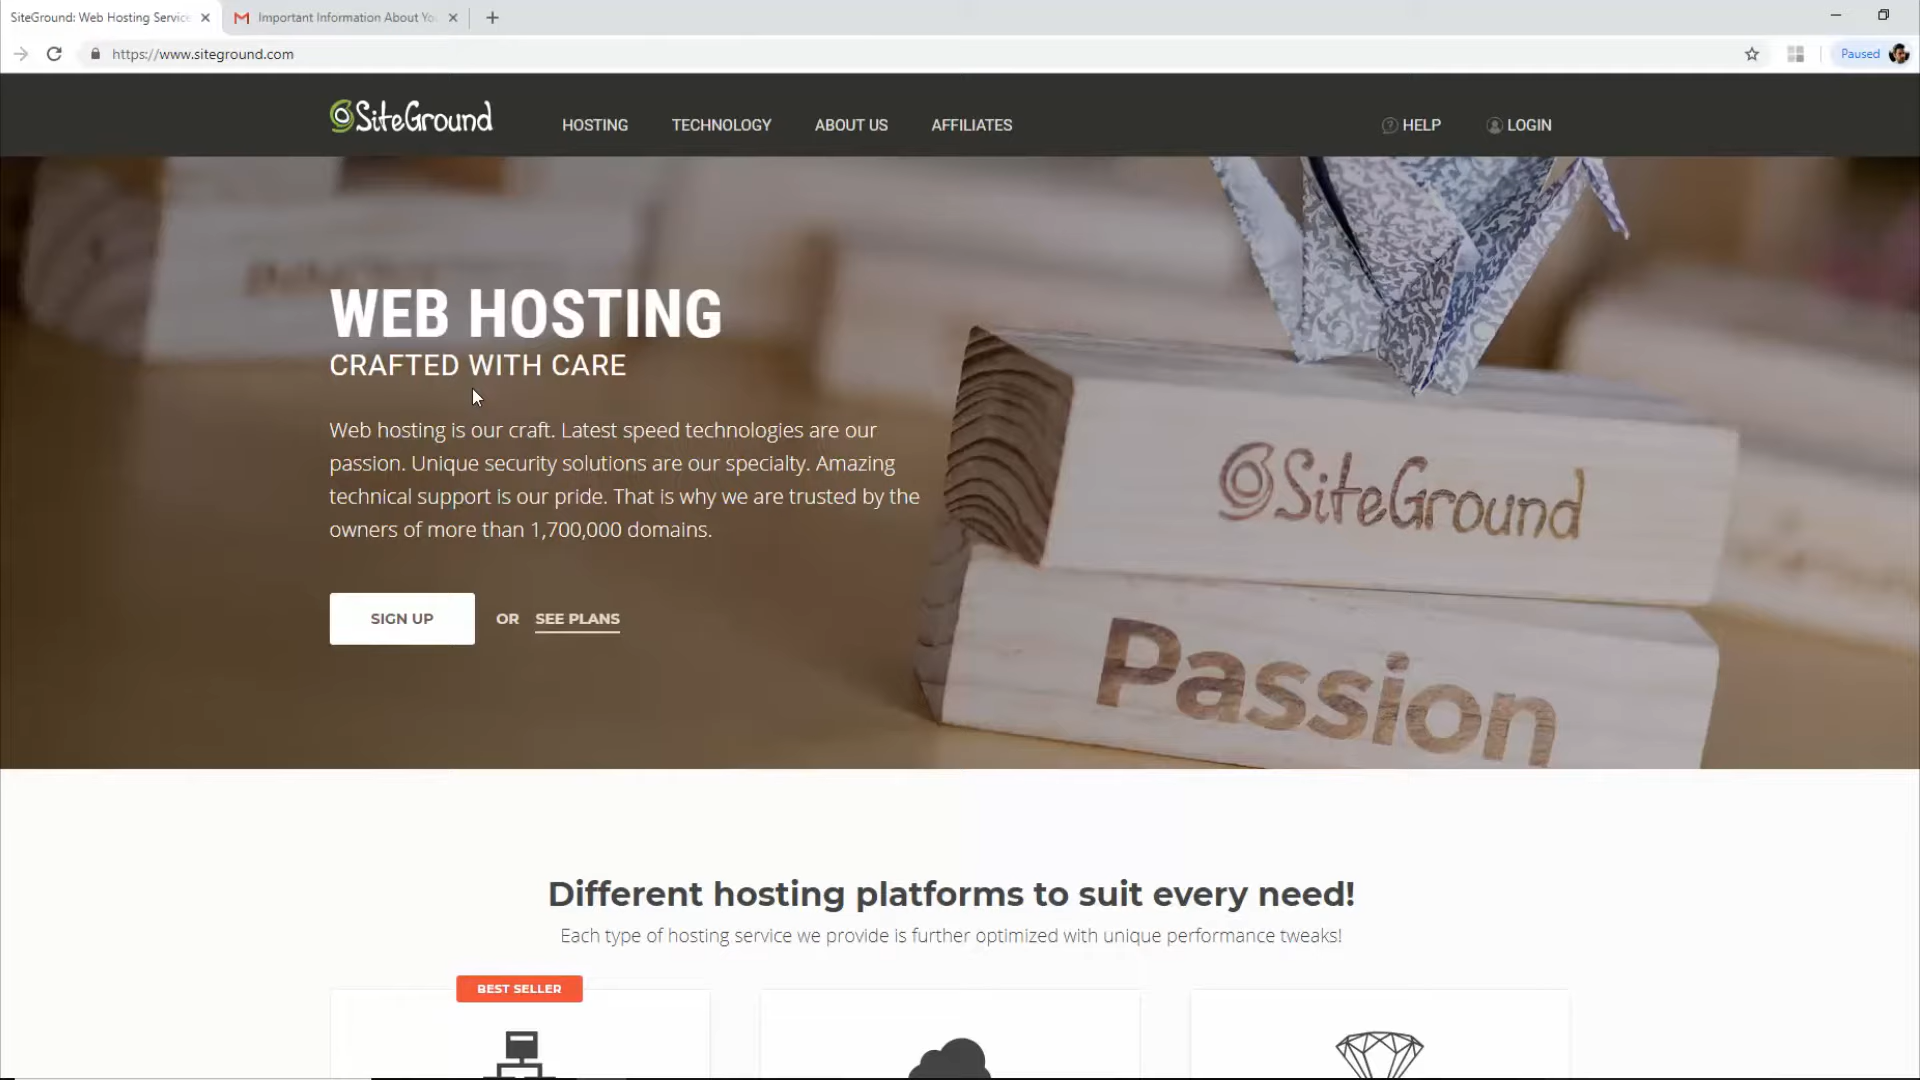 SiteGround: Web Hosting Service
Important Information About Yo
https://www.siteground.com
Paused
SiteGround
HOSTING
TECHNOLOGY
ABOUT US
AFFILIATES
HELP
LOGIN
WEB HOSTING
CRAFTED WITH CARE
Web hosting is our craft. Latest speed technologies are our
passion. Unique security solutions are our specialty. Amazing
technical support is our pride. That is why we are trusted by the
owners of more than 1,700,000 domains.
SIGN UP
OR
SEE PLANS
SiteGround
Passion
Different hosting platforms to suit every need!
Each type of hosting service we provide is further optimized with unique performance tweaks!
BEST SELLER